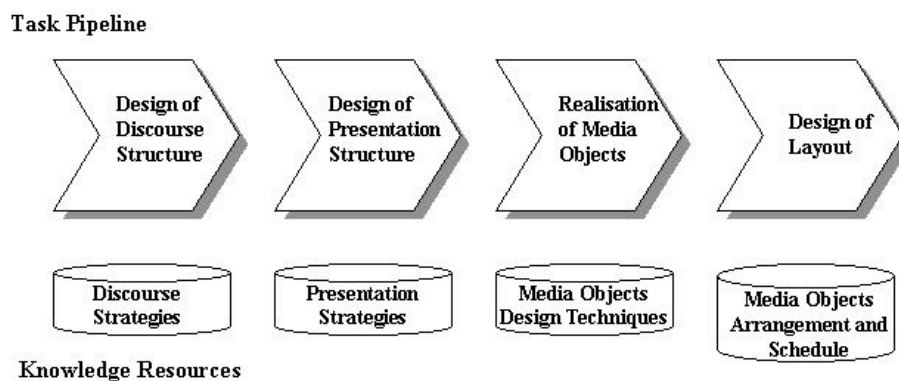 Task Pipeline
Design of
Discourse
Structure
Design of
Presentation
Structure
Realisation
of Media
Objects
Design of
Layout
Discourse
Strategies
Presentation
Strategies
Media Objects
Design Techniques
Media Objects
Arrangement and
Schedule
Knowledge Resources